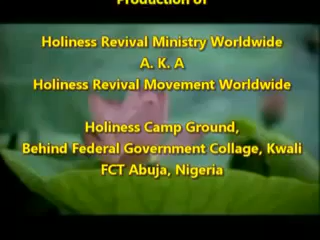 Production of
Holiness Revival Ministry Worldwide
A. K. A
Holiness Revival Movement Worldwide
Holiness Camp Ground,
Behind Federal Government Collage, Kwali
FCT Abuja, Nigeria